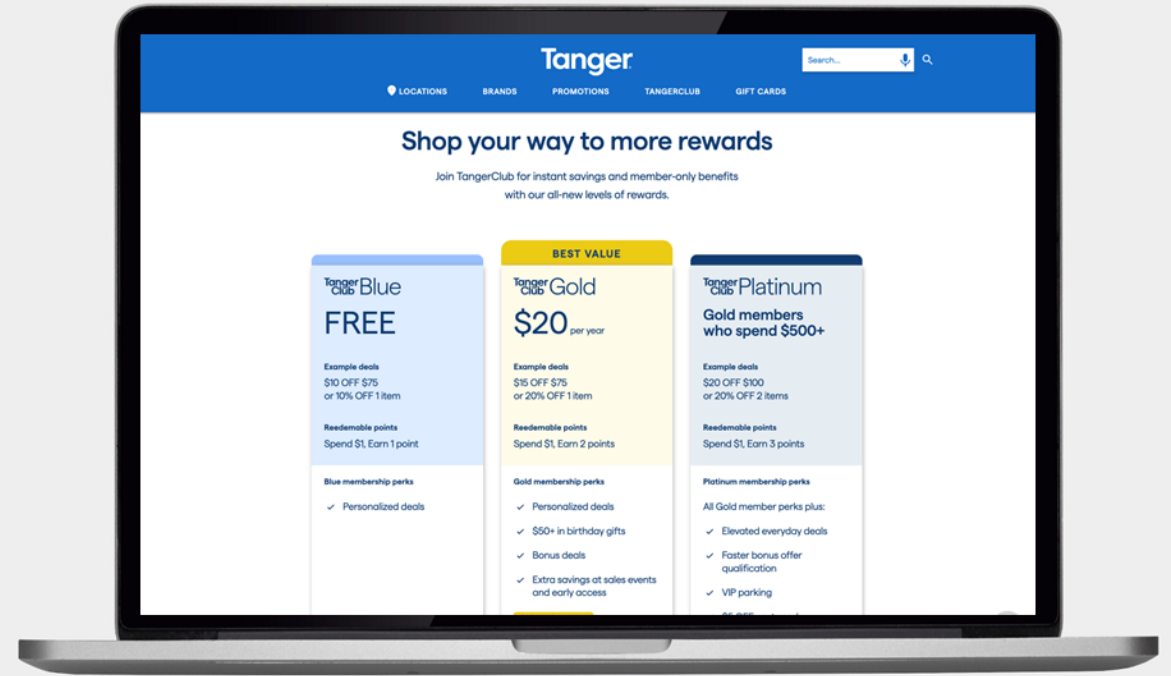 Tanger
Search...
LOCATIONS
BRANDS
PROMOTIONS
TANGERCLUB
GIFT CARDS
Shop your way to more rewards
Join TangerClub for instant savings and member-only benefits
with our all-new levels of rewards.
Tanger Club Blue
FREE
Example deals
$10 OFF $75
or 10% OFF 1 item
Reedemable points
Spend $1, Earn 1 point
Blue membership perks
Personalized deals
BEST VALUE
Tanger Club Gold
$20 per year
Example deals
$15 OFF $75
or 20% OFF 1 item
Reedemable points
Spend $1, Earn 2 points
Gold membership perks
Personalized deals
$50+ in birthday gifts
Bonus deals
Extra savings at sales events
and early access
Tanger Club Platinum
Gold members
who spend $500+
Example deals
$20 OFF $100
or 20% OFF 2 items
Reedemable points
Spend $1, Earn 3 points
Platinum membership perks
All Gold member perks plus:
Elevated everyday deals
Faster bonus offer
qualification
VIP parking